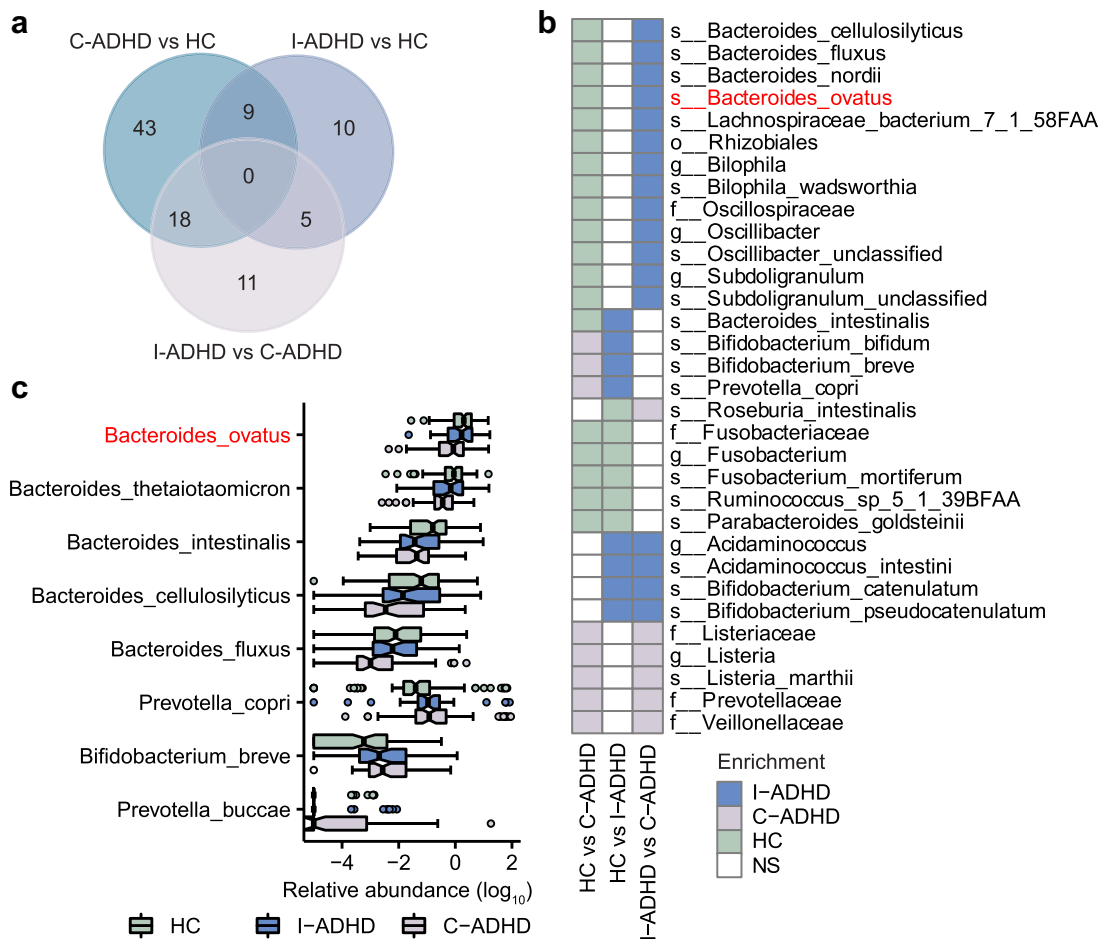 a
C-ADHD vs HC
I-ADHD vs HC
43
9
10
0
18
5
11
I-ADHD vs C-ADHD
b
s__Bacteroides_cellulosilyticus
s__Bacteroides_fluxus
s__Bacteroides_nordii
s__Bacteroides_ovatus
s__Lachnospiraceae_bacterium_7_1_58FAA
o__Rhizobiales
g__Bilophila
s__Bilophila_wadsworthia
f__Oscillospiraceae
g__Oscillibacter
s__Oscillibacter_unclassified
g__Subdoligranulum
s__Subdoligranulum_unclassified
s__Bacteroides_intestinalis
s__Bifidobacterium_bifidum
s__Bifidobacterium_breve
s__Prevotella_copri
s__Roseburia_intestinalis
f__Fusobacteriaceae
g__Fusobacterium
s__Fusobacterium_mortiferum
s__Ruminococcus_sp_5_1_39BFAA
s__Parabacteroides_goldsteinii
g__Acidaminococcus
s__Acidaminococcus_intestini
s__Bifidobacterium_catenulatum
s__Bifidobacterium_pseudocatenulatum
f__Listeriaceae
g__Listeria
s__Listeria_marthii
f__Prevotellaceae
f__Veillonellaceae
HC vs C−ADHD
HC vs I−ADHD
I−ADHD vs C−ADHD
Enrichment
I−ADHD
C−ADHD
HC
NS
c
Bacteroides_ovatus
Bacteroides_thetaiotaomicron
Bacteroides_intestinalis
Bacteroides_cellulosilyticus
Bacteroides_fluxus
Prevotella_copri
Bifidobacterium_breve
Prevotella_buccae
−4 −2 0 2
Relative abundance (log10)
HC I−ADHD C−ADHD